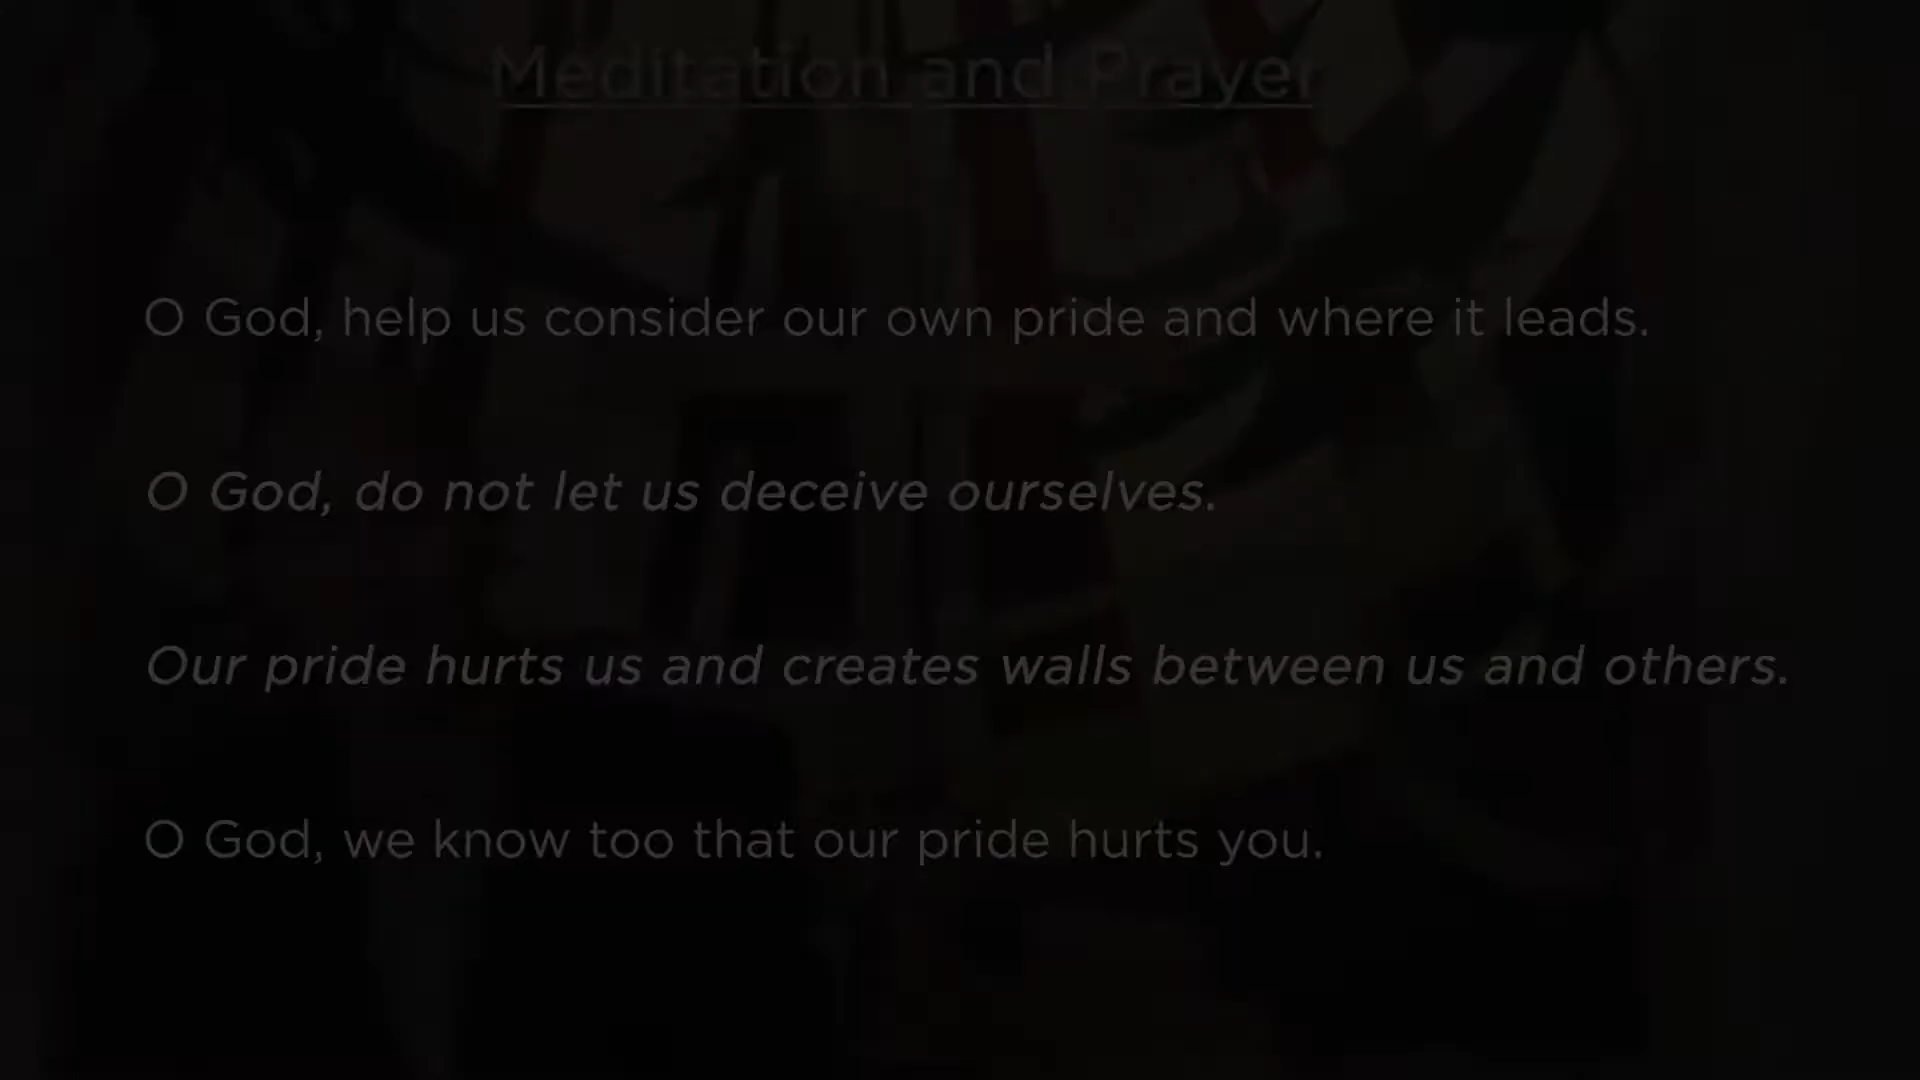 Meditation and Prayer
O God, help us consider our own pride and where it leads.
O God, do not let us deceive ourselves.
Our pride hurts us and creates walls between us and others.
O God, we know too that our pride hurts you.